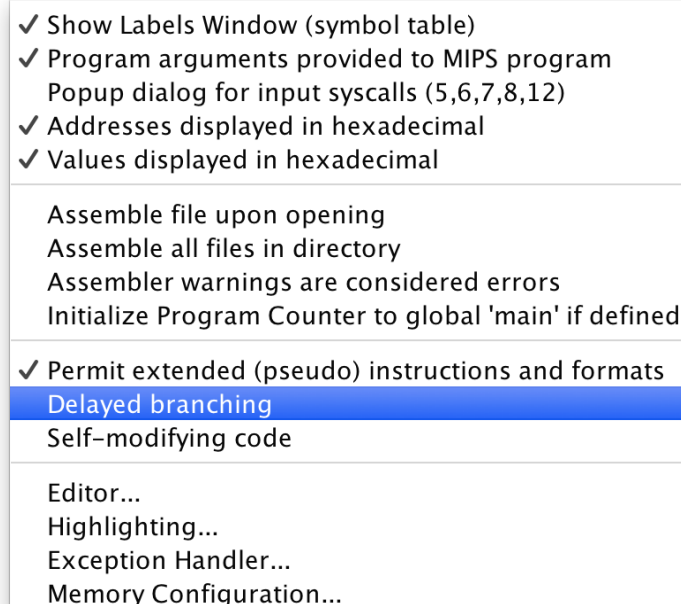 ✓ Show Labels Window (symbol table)
✓ Program arguments provided to MIPS program
Popup dialog for input syscalls (5,6,7,8,12)
✓ Addresses displayed in hexadecimal
✓ Values displayed in hexadecimal
Assemble file upon opening
Assemble all files in directory
Assembler warnings are considered errors
Initialize Program Counter to global 'main' if defined
✓ Permit extended (pseudo) instructions and formats
Delayed branching
Self-modifying code
Editor...
Highlighting...
Exception Handler...
Memory Configuration...